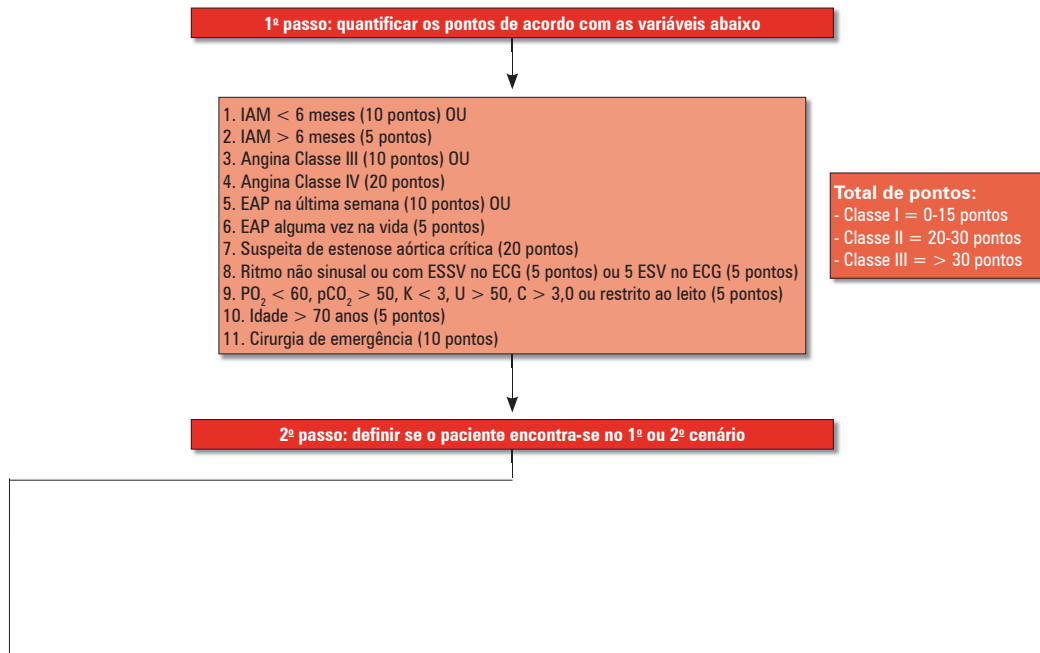 1º passo: quantificar os pontos de acordo com as variáveis abaixo
1. IAM < 6 meses (10 pontos) OU
2. IAM > 6 meses (5 pontos)
3. Angina Classe III (10 pontos) OU
4. Angina Classe IV (20 pontos)
5. EAP na última semana (10 pontos) OU
6. EAP alguma vez na vida (5 pontos)
7. Suspeita de estenose aórtica crítica (20 pontos)
8. Ritmo não sinusal ou com ESSV no ECG (5 pontos) ou 5 ESV no ECG (5 pontos)
9. PO₂ < 60, pCO₂ > 50, K < 3, U > 50, C > 3,0 ou restrito ao leito (5 pontos)
10. Idade > 70 anos (5 pontos)
11. Cirurgia de emergência (10 pontos)
Total de pontos:
- Classe I = 0-15 pontos
- Classe II = 20-30 pontos
- Classe III = > 30 pontos
2º passo: definir se o paciente encontra-se no 1º ou 2º cenário